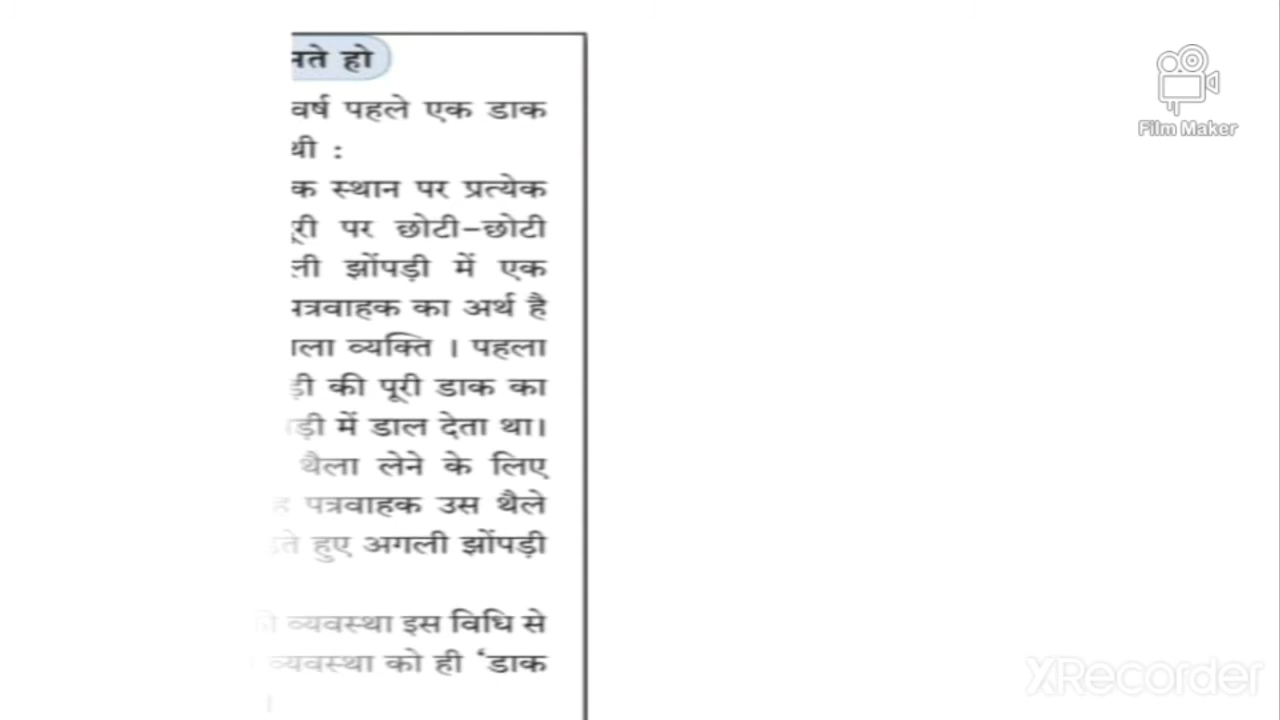 हो
वर्ष पहले एक डाक
थी :
स्थान पर प्रत्येक
पर छोटी-छोटी
झोंपड़ी में एक
पत्रवाहक का अर्थ है
व्यक्ति । पहला
की पूरी डाक का
में डाल देता था।
थैला लेने के लिए
पत्रवाहक उस थैले
हुए अगली झोंपड़ी
व्यवस्था इस विधि से
व्यवस्था को ही ‘डाक
Film Maker
XRecorder